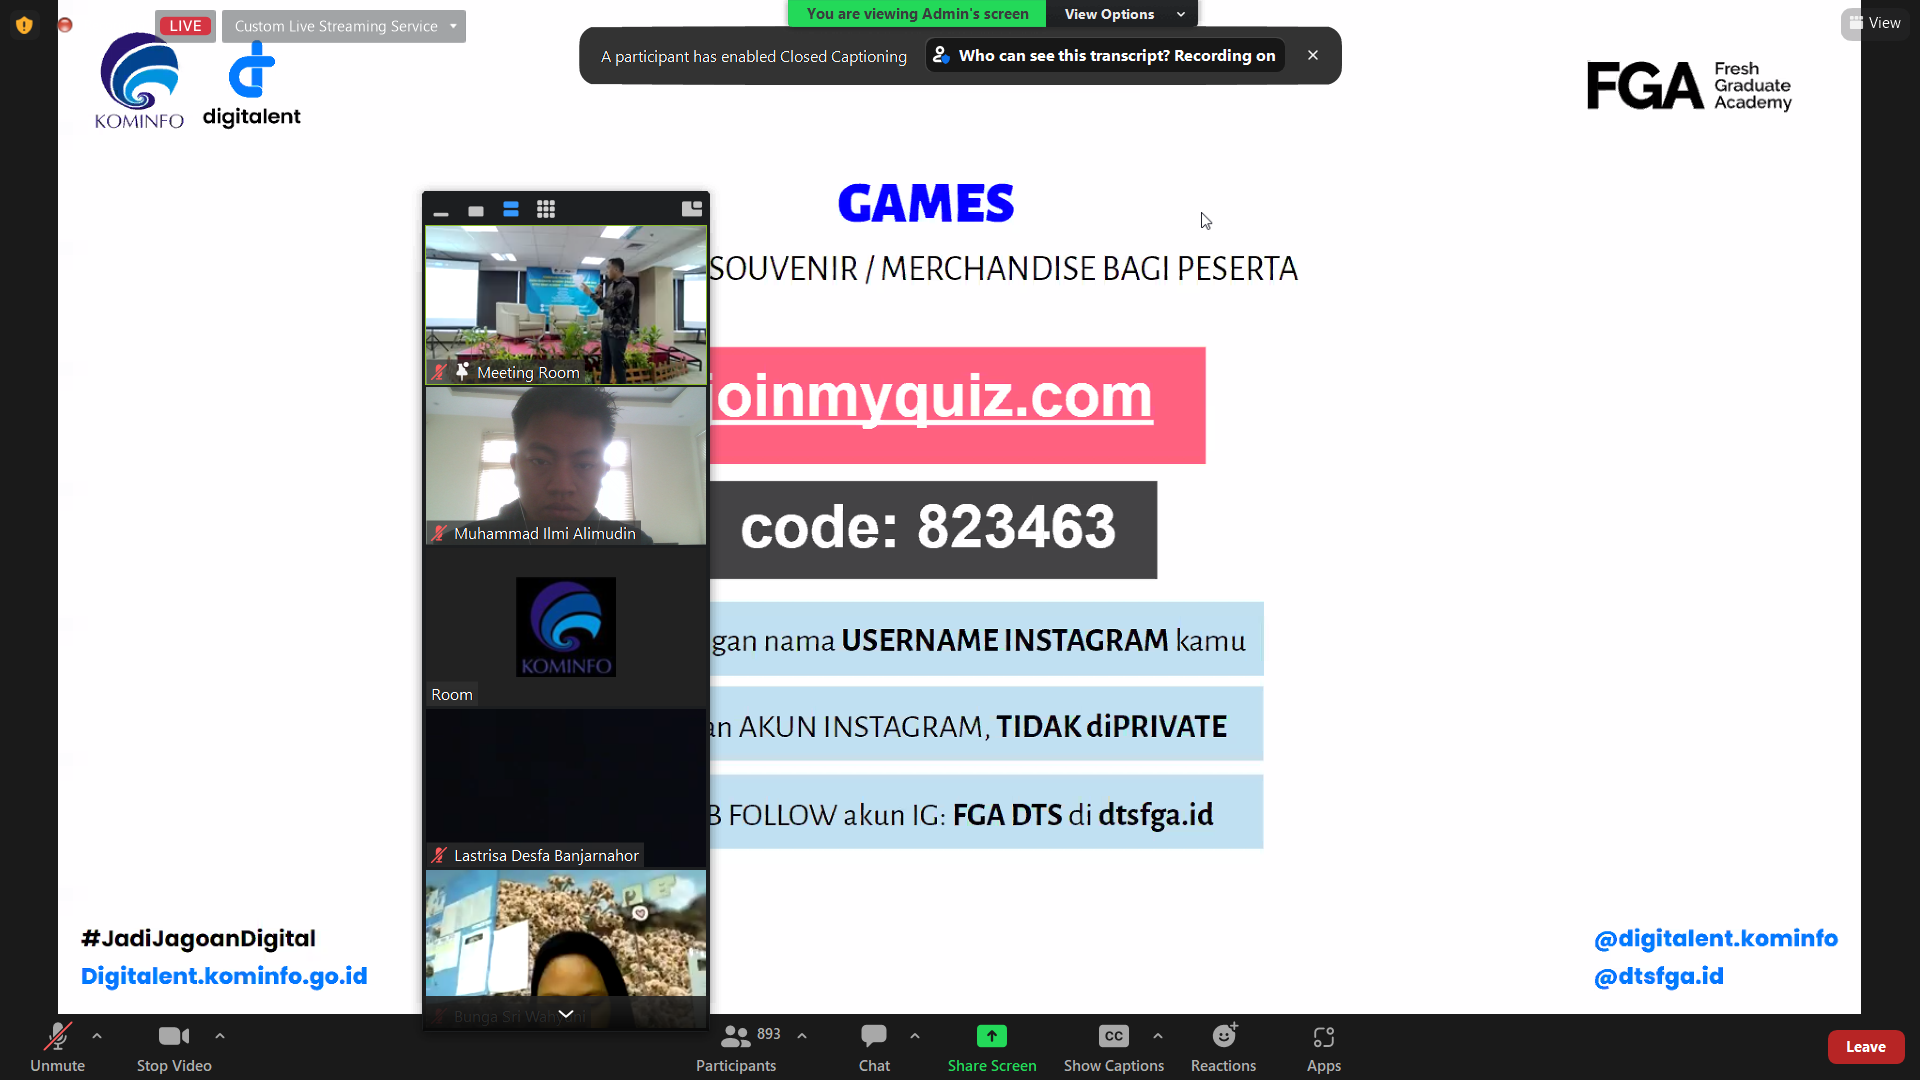 You are viewing Admin's screen
View Options
LIVE
Custom Live Streaming Service
View
A participant has enabled Closed Captioning
Who can see this transcript? Recording on
KOMINFO
digitalent
FGA
Fresh
Graduate
Academy
GAMES
SOUVENIR / MERCHANDISE BAGI PESERTA
Meeting Room
oinmyquiz.com
Muhammad Ilmi Alimudin
code: 823463
KOMINFO
Room
gan nama USERNAME INSTAGRAM kamu
an AKUN INSTAGRAM, TIDAK diPRIVATE
B FOLLOW akun IG: FGA DTS di dtsfga.id
Lastrisa Desfa Banjarnahor
Bunga Sri Wahyuni
#JadiJagoanDigital
Digitalent.kominfo.go.id
@digitalent.kominfo
@dtsfga.id
Unmute
Stop Video
893
Participants
Chat
Share Screen
CC
Show Captions
Reactions
Apps
Leave